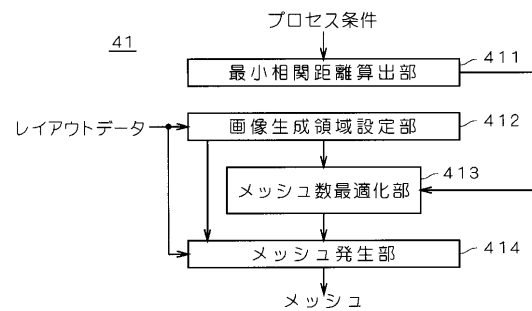 プロセス条件
41
最小相関距離算出部
411
レイアウトデータ
画像生成領域設定部
412
メッシュ数最適化部
413
メッシュ発生部
414
メッシュ